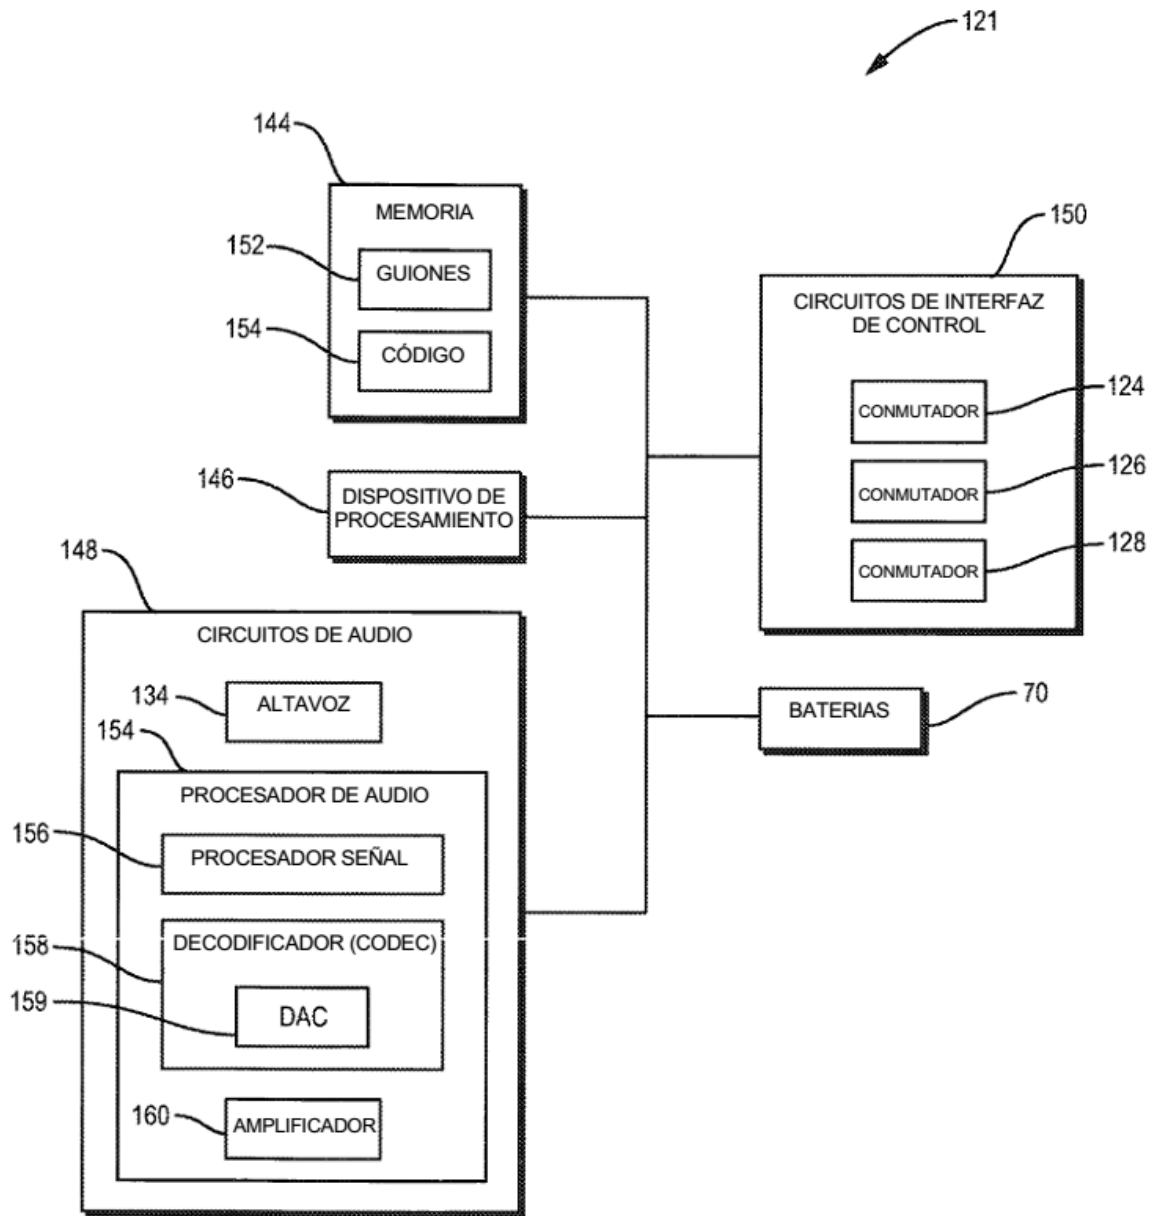 121
144
MEMORIA
152
GUIONES
154
CÓDIGO
150
CIRCUITOS DE INTERFAZ
DE CONTROL
CONMUTADOR
124
CONMUTADOR
126
CONMUTADOR
128
146
DISPOSITIVO DE
PROCESAMIENTO
148
CIRCUITOS DE AUDIO
134
ALTAVOZ
BATERIAS
70
154
PROCESADOR DE AUDIO
156
PROCESADOR SEÑAL
158
DECODIFICADOR (CODEC)
159
DAC
160
AMPLIFICADOR